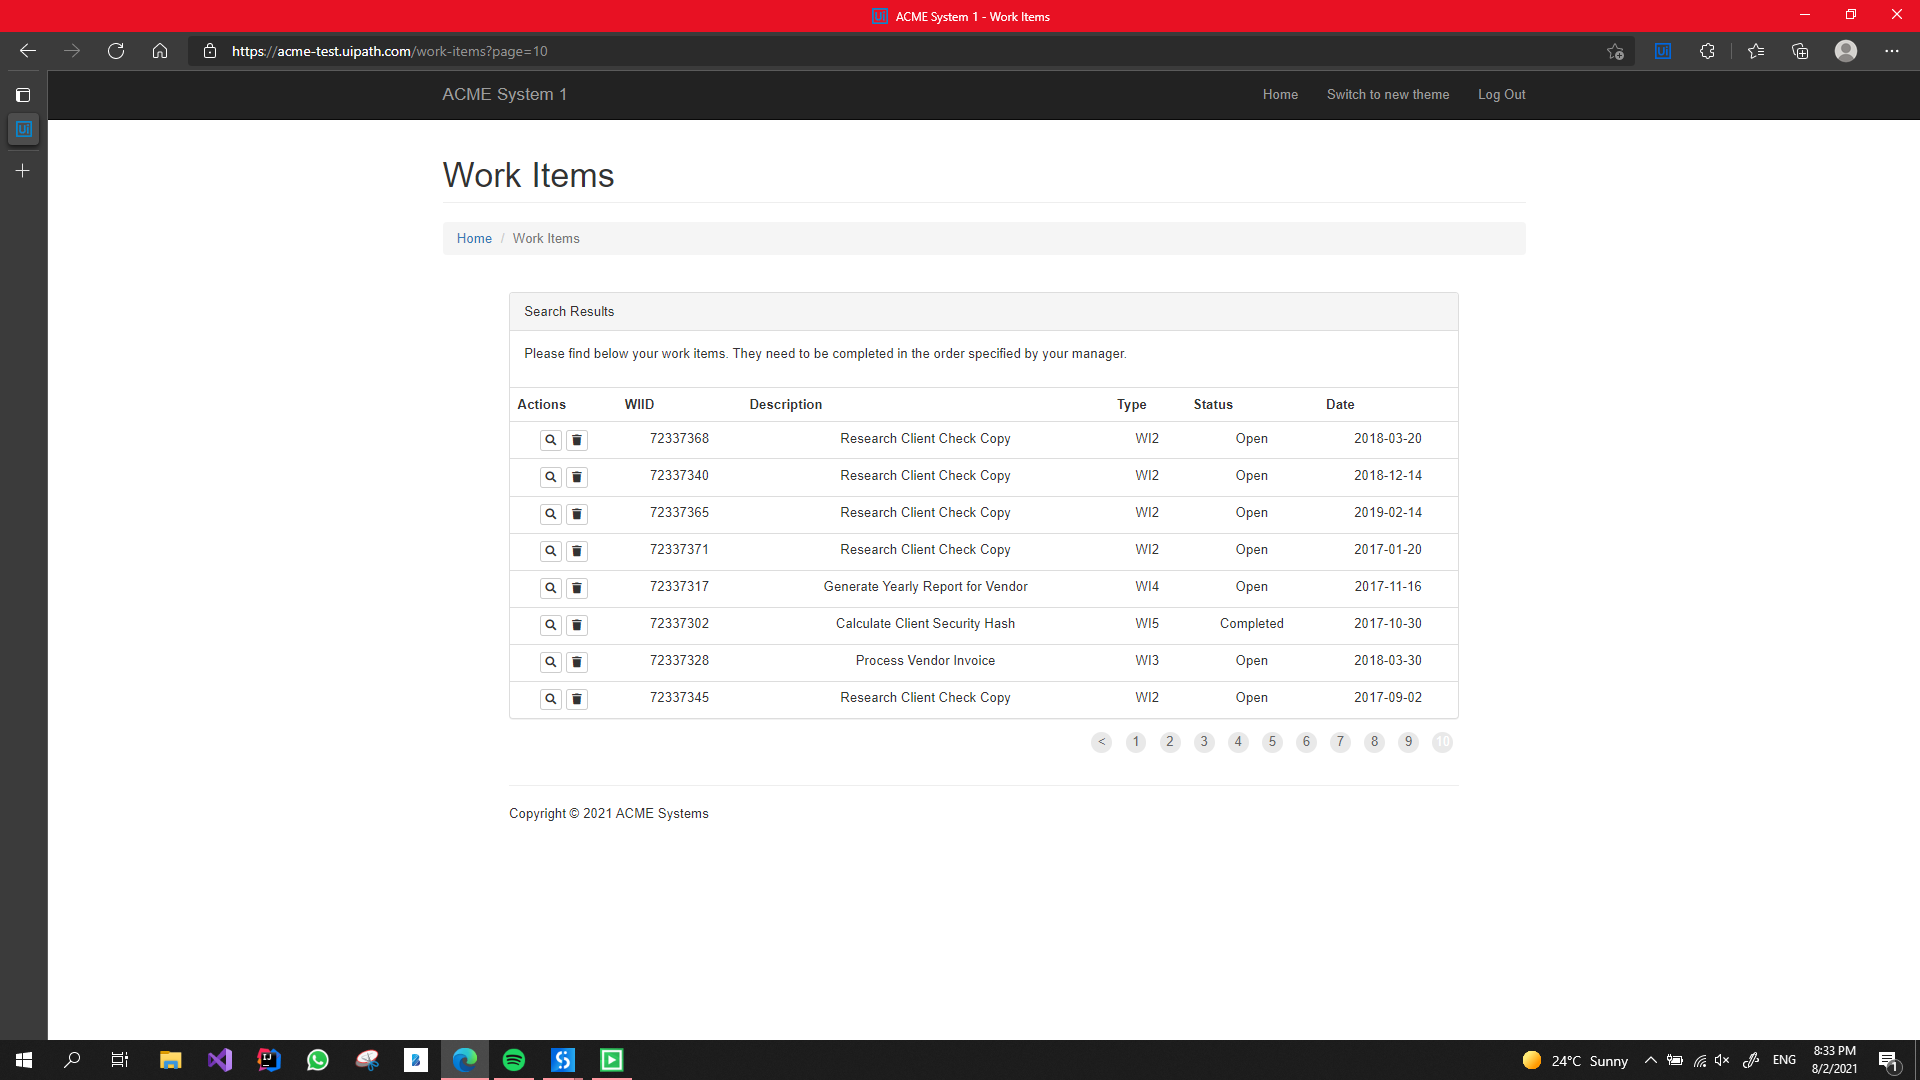 ACME System 1 - Work Items
https://acme-test.uipath.com/work-items?page=10
ACME System 1 Home Switch to new theme Log Out
Work Items
Home / Work Items
Search Results
Please find below your work items. They need to be completed in the order specified by your manager.
Actions WIID Description Type Status Date
72337368 Research Client Check Copy WI2 Open 2018-03-20
72337340 Research Client Check Copy WI2 Open 2018-12-14
72337365 Research Client Check Copy WI2 Open 2019-02-14
72337371 Research Client Check Copy WI2 Open 2017-01-20
72337317 Generate Yearly Report for Vendor WI4 Open 2017-11-16
72337302 Calculate Client Security Hash WI5 Completed 2017-10-30
72337328 Process Vendor Invoice WI3 Open 2018-03-30
72337345 Research Client Check Copy WI2 Open 2017-09-02
< 1 2 3 4 5 6 7 8 9 10
Copyright © 2021 ACME Systems
24°C Sunny ENG 8:33 PM
8/2/2021 1